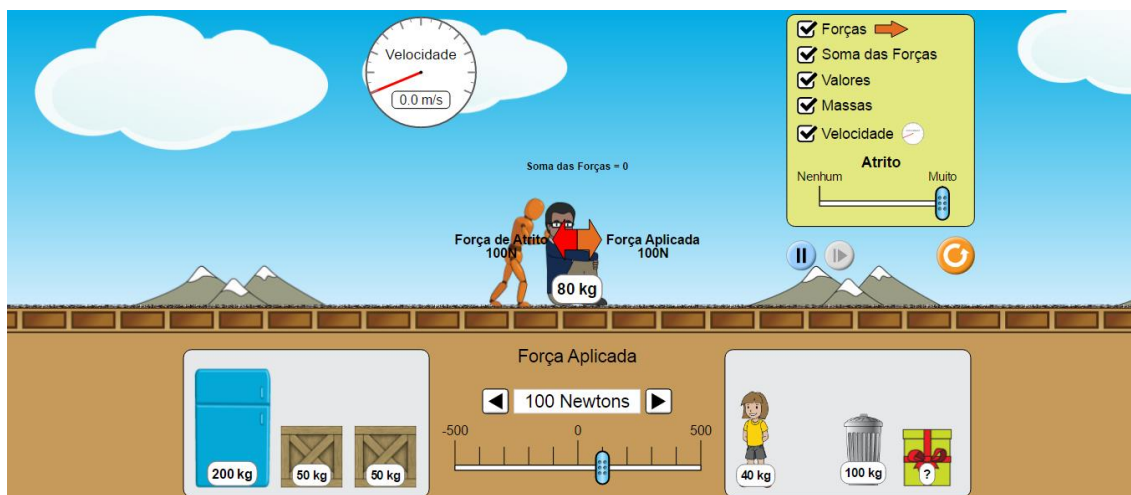 Velocidade
0.0 m/s
Forças
Soma das Forças
Valores
Massas
Velocidade
Atrito
Nenhum Muito
Soma das Forças = 0
Força de Atrito
100N
Força Aplicada
100N
80 kg
Força Aplicada
100 Newtons
-500 0 500
200 kg
50 kg
50 kg
40 kg
100 kg
?